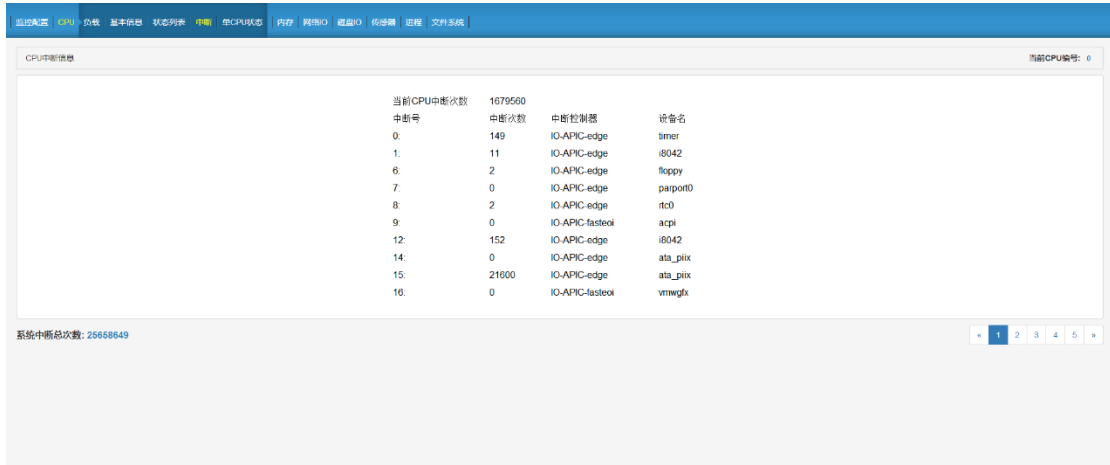 监控配置 CPU 负载 基本信息 状态列表 中断 单CPU状态 内存 网络IO 磁盘IO 传感器 进程 文件系统
CPU中断信息 当前CPU编号: 0
当前CPU中断次数 1679560
中断号 中断次数 中断控制器 设备名
0: 149 IO-APIC-edge timer
1: 11 IO-APIC-edge i8042
6: 2 IO-APIC-edge floppy
7: 0 IO-APIC-edge parport0
8: 2 IO-APIC-edge rtc0
9: 0 IO-APIC-fasteoi acpi
12: 152 IO-APIC-edge i8042
14: 0 IO-APIC-edge ata_piix
15: 21600 IO-APIC-edge ata_piix
16: 0 IO-APIC-fasteoi vmwgfx
系统中断总次数: 25658649 « 1 2 3 4 5 »